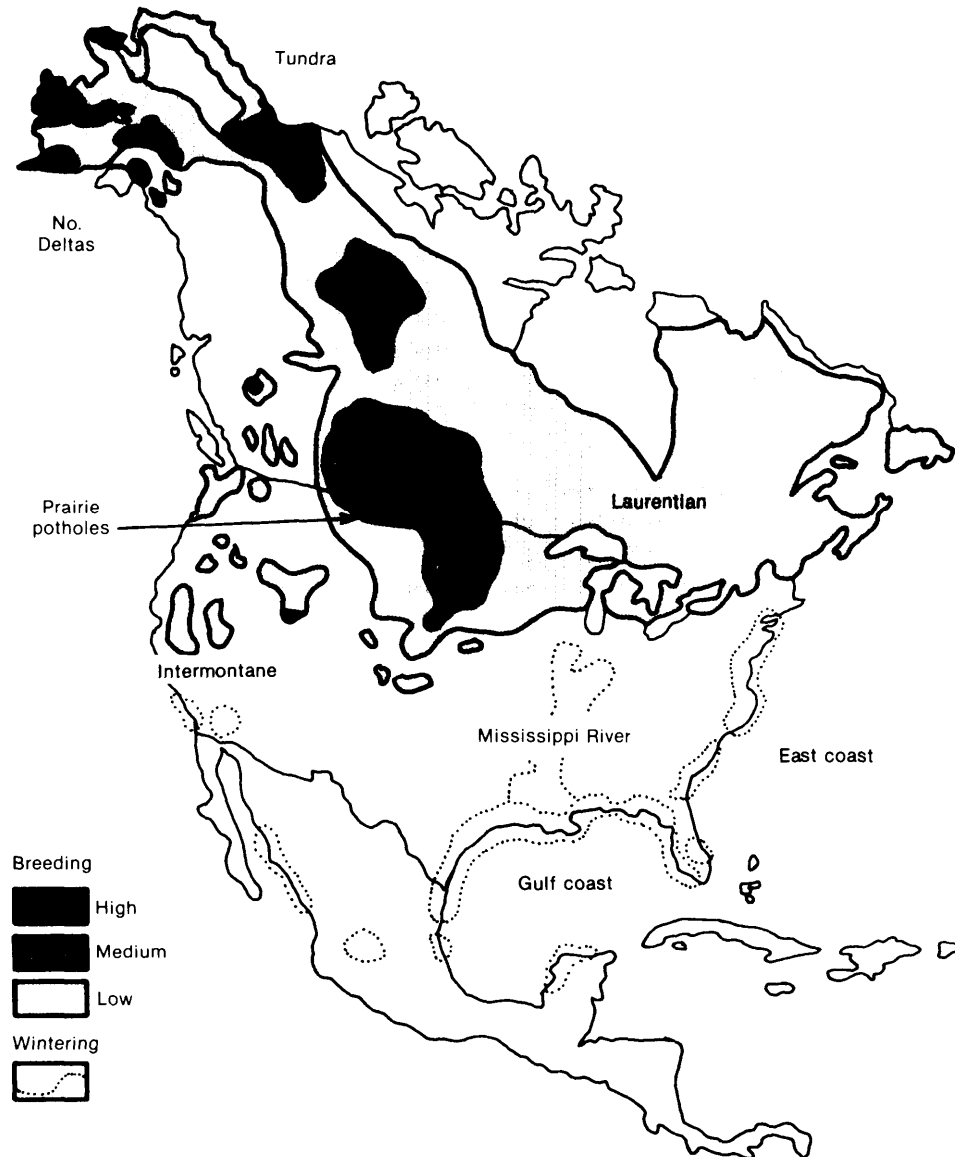 Tundra
No.
Deltas
Prairie
potholes
Laurentian
Intermontane
Mississippi River
East coast
Gulf coast
Breeding
High
Medium
Low
Wintering